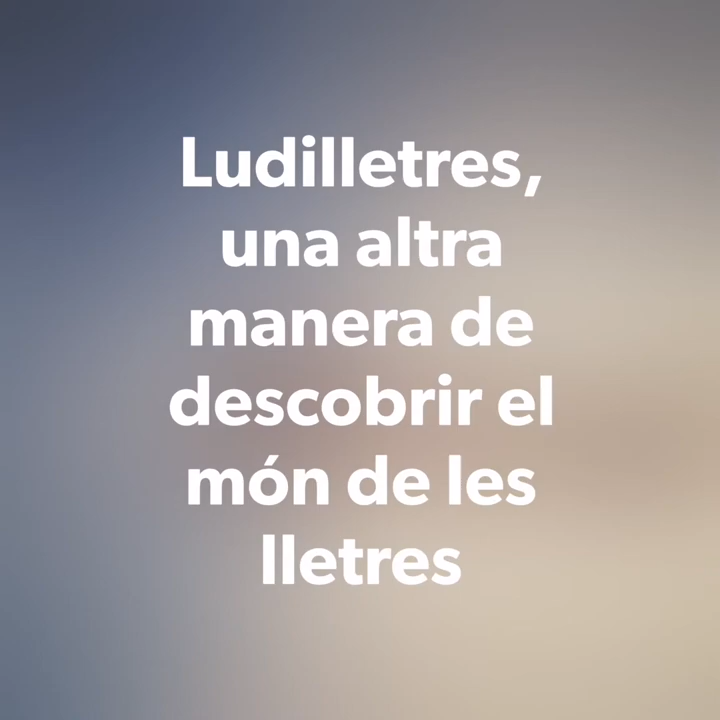 Ludilletres,
una altra
manera de
descobrir el
món de les
lletres